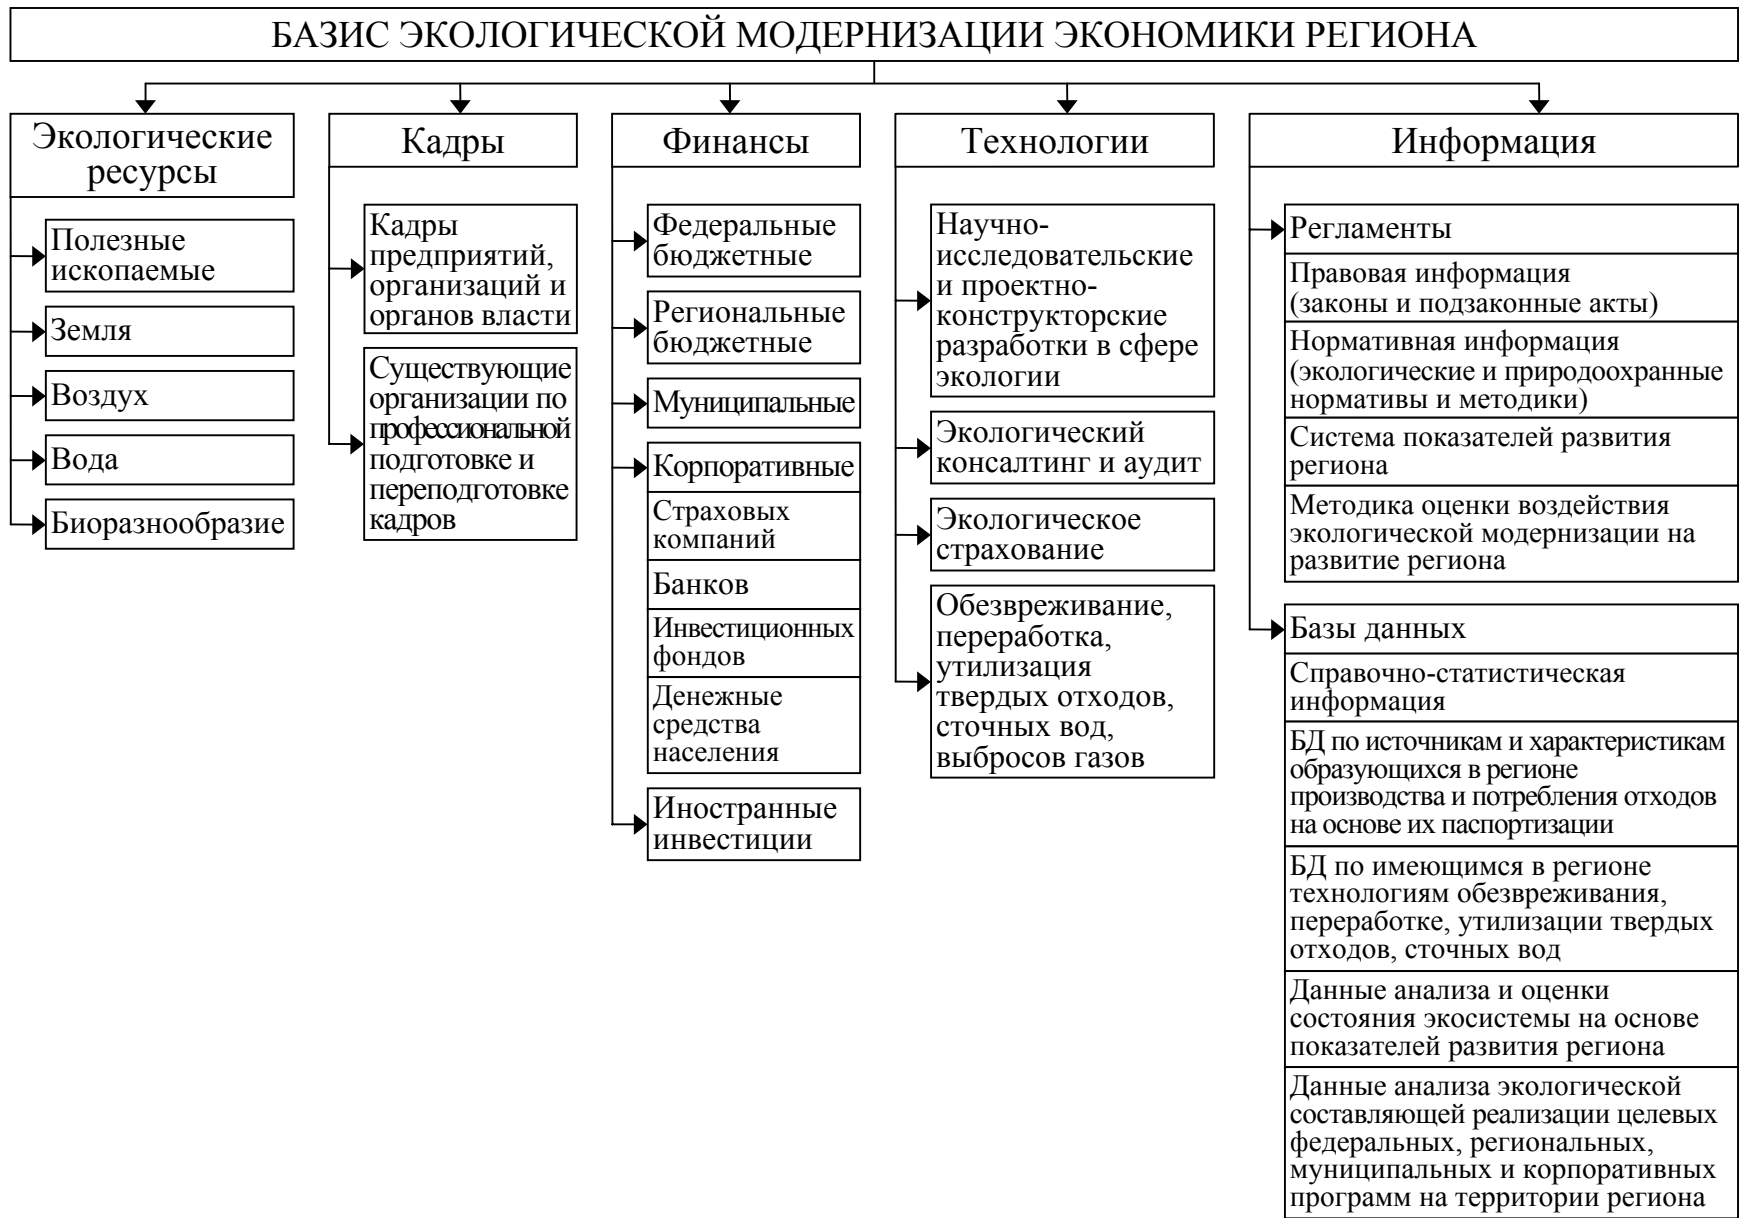 БАЗИС ЭКОЛОГИЧЕСКОЙ МОДЕРНИЗАЦИИ ЭКОНОМИКИ РЕГИОНА
Экологические
ресурсы
Полезные
ископаемые
Земля
Воздух
Вода
Биоразнообразие
Кадры
Кадры
предприятий,
организаций и
органов власти
Существующие
организации по
профессиональной
подготовке и
переподготовке
кадров
Финансы
Федеральные
бюджетные
Региональные
бюджетные
Муниципальные
Корпоративные
Страховых
компаний
Банков
Инвестиционных
фондов
Денежные
средства
населения
Иностранные
инвестиции
Технологии
Научно-
исследовательские
и проектно-
конструкторские
разработки в сфере
экологии
Экологический
консалтинг и аудит
Экологическое
страхование
Обезвреживание,
переработка,
утилизация
твердых отходов,
сточных вод,
выбросов газов
Информация
Регламенты
Правовая информация
(законы и подзаконные акты)
Нормативная информация
(экологические и природоохранные
нормативы и методики)
Система показателей развития
региона
Методика оценки воздействия
экологической модернизации на
развитие региона
Базы данных
Справочно-статистическая
информация
БД по источникам и характеристикам
образующихся в регионе
производства и потребления отходов
на основе их паспортизации
БД по имеющимся в регионе
технологиям обезвреживания,
переработке, утилизации твердых
отходов, сточных вод
Данные анализа и оценки
состояния экосистемы на основе
показателей развития региона
Данные анализа экологической
составляющей реализации целевых
федеральных, региональных,
муниципальных и корпоративных
программ на территории региона